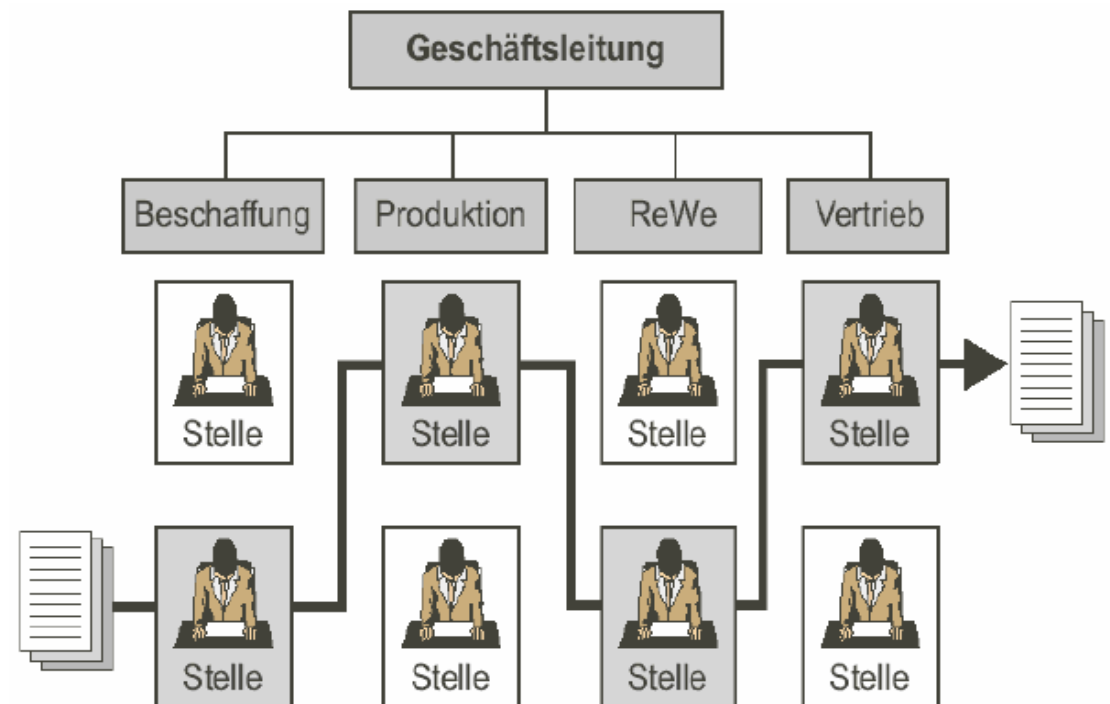 Geschäftsleitung
Beschaffung
Produktion
ReWe
Vertrieb
Stelle
Stelle
Stelle
Stelle
Stelle
Stelle
Stelle
Stelle